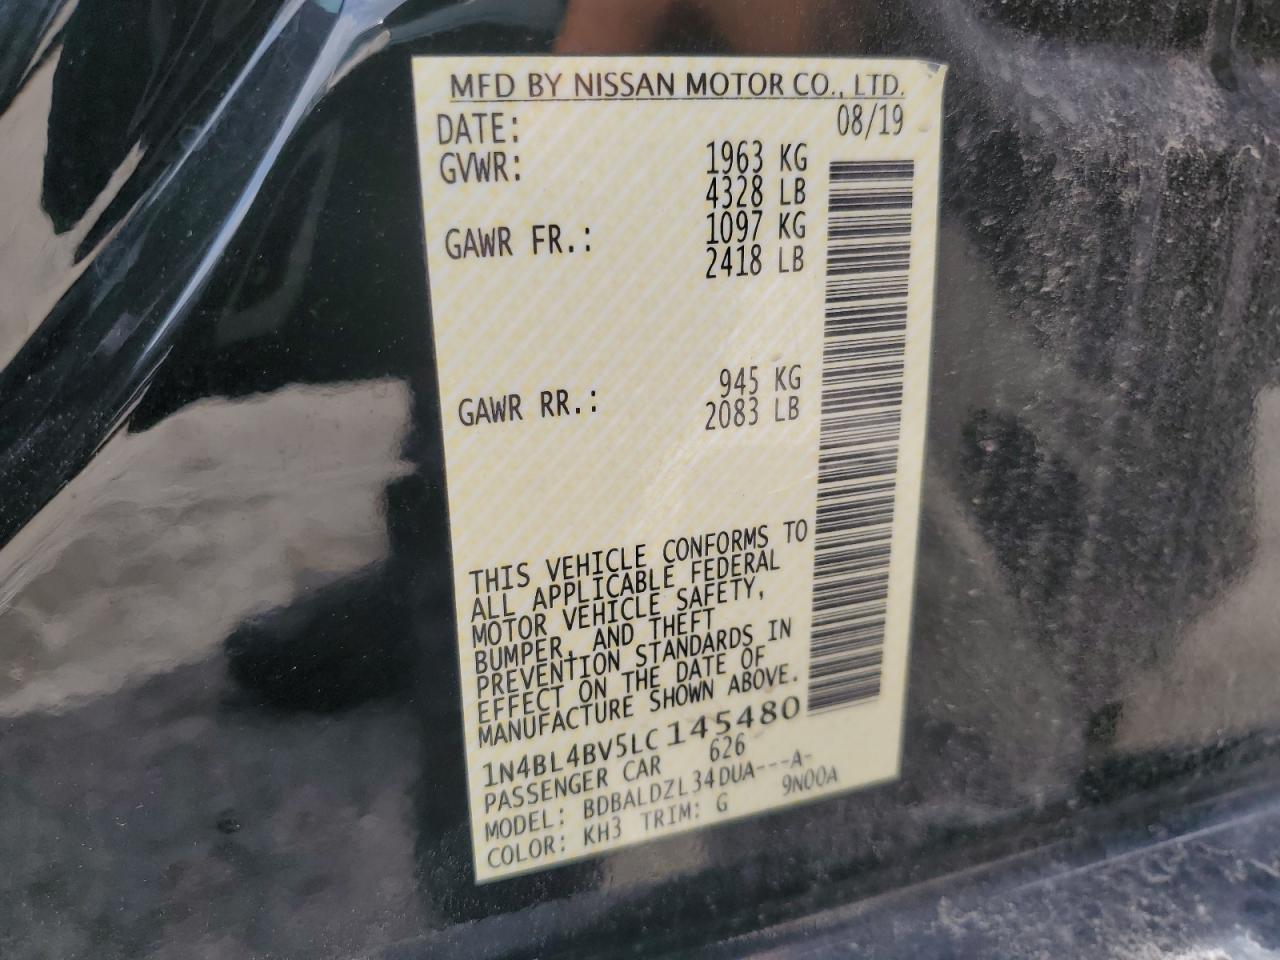 MFD BY NISSAN MOTOR CO., LTD.
DATE: 08/19
GVWR: 1963 KG
4328 LB
GAWR FR.: 1097 KG
2418 LB
GAWR RR.: 945 KG
2083 LB
THIS VEHICLE CONFORMS TO
ALL APPLICABLE FEDERAL
MOTOR VEHICLE SAFETY,
BUMPER, AND THEFT
PREVENTION STANDARDS IN
EFFECT ON THE DATE OF
MANUFACTURE SHOWN ABOVE.
1N4BL4BV5LC145480
PASSENGER CAR 626
MODEL: BDBALDZL34DUA---A-
COLOR: KH3 TRIM: G 9N00A